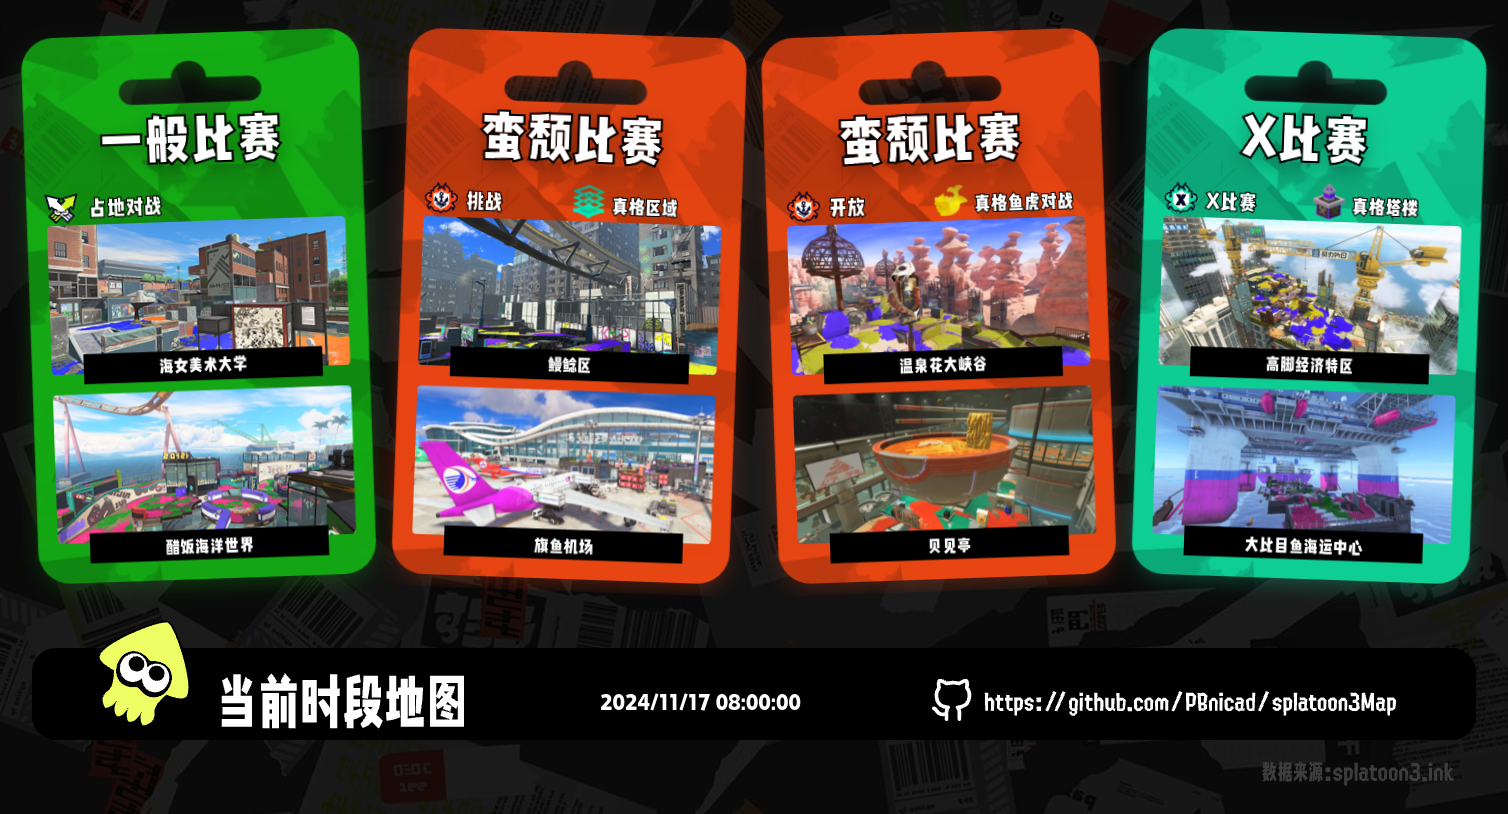 一般比赛
占地对战
海女美术大学
醋饭海洋世界
蛮颓比赛
挑战
真格区域
鳗鲶区
旗鱼机场
蛮颓比赛
开放
真格鱼虎对战
温泉花大峡谷
贝见亭
X比赛
X比赛
真格塔楼
高脚经济特区
大比目鱼海运中心
当前时段地图
2024/11/17 08:00:00
https://github.com/PBnicad/splatoon3Map
数据来源:splatoon3.ink